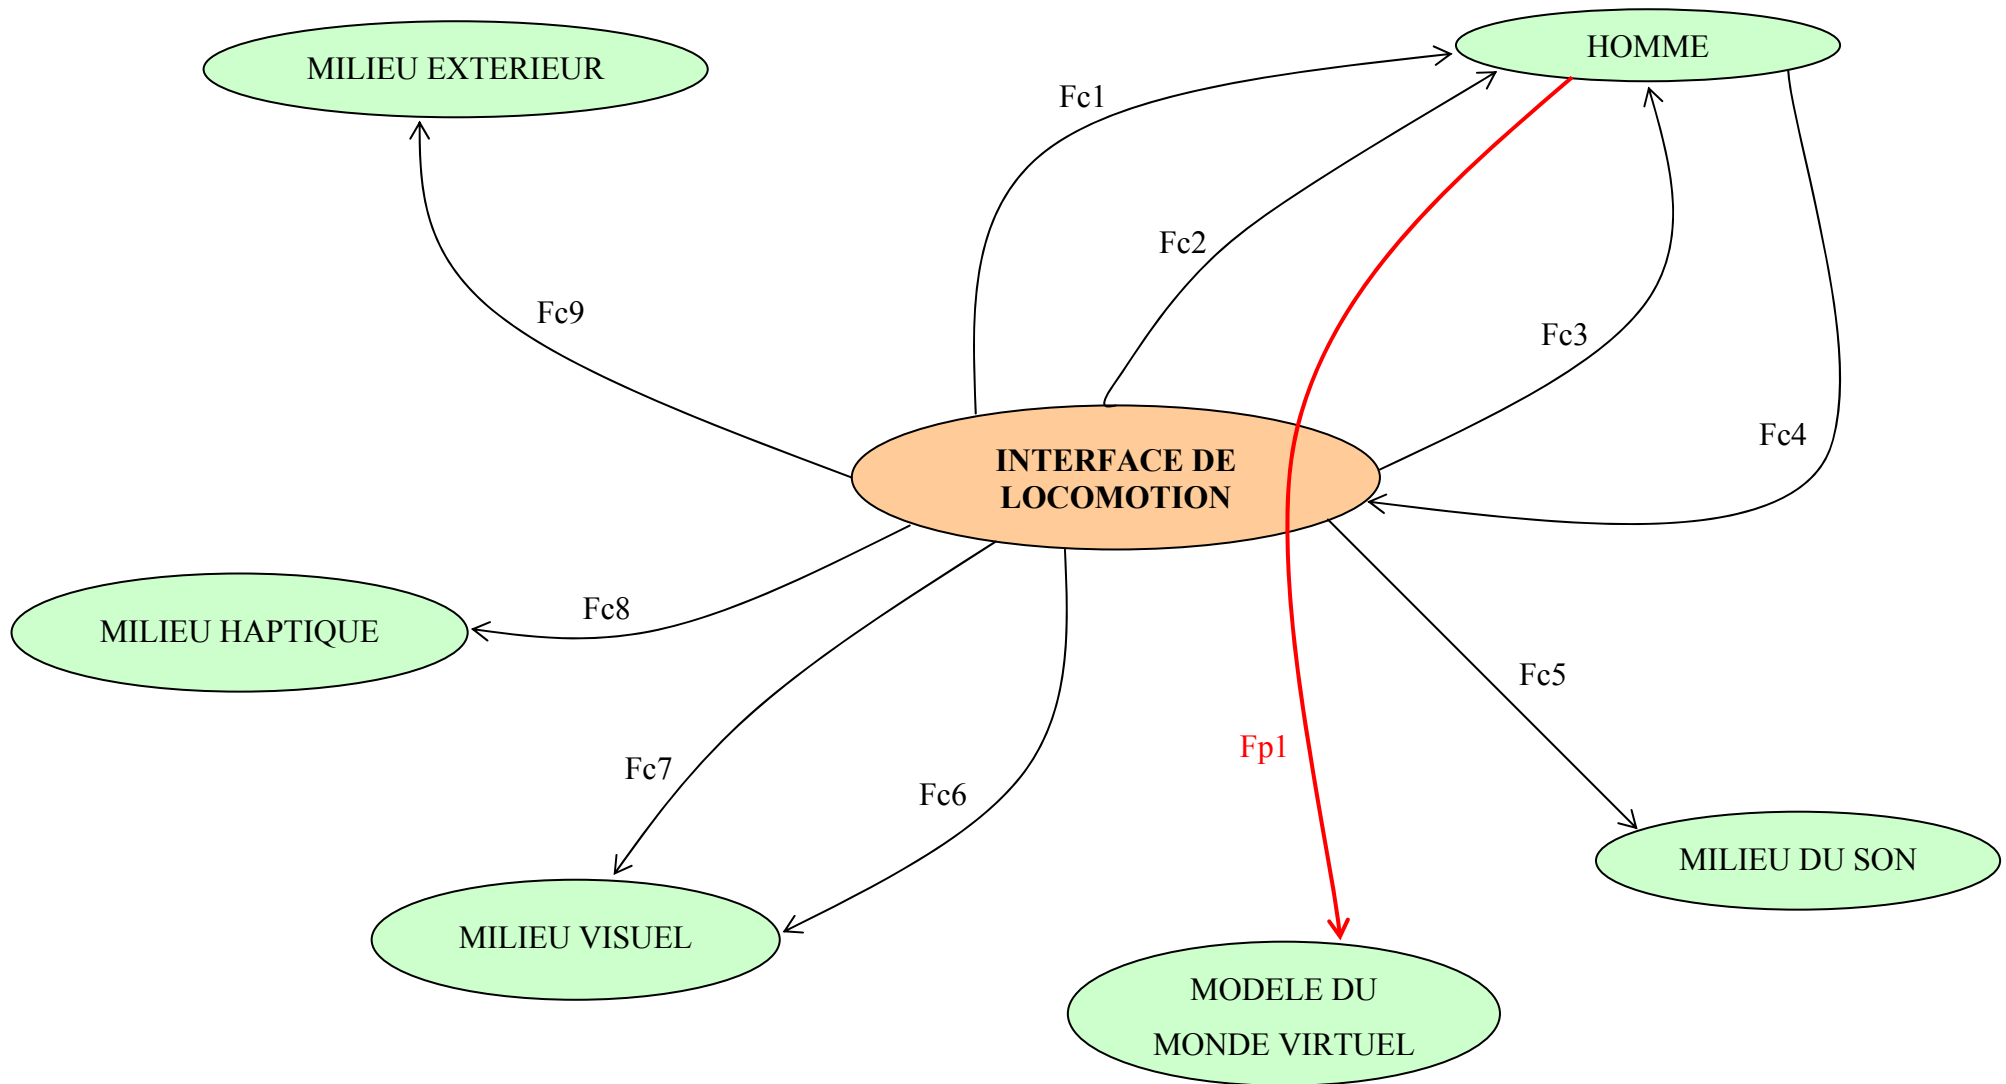 HOMME
MILIEU EXTERIEUR
Fc1
Fc2
Fc9
Fc3
Fc4
INTERFACE DE
LOCOMOTION
Fc8
MILIEU HAPTIQUE
Fc5
Fp1
Fc7
Fc6
MILIEU DU SON
MILIEU VISUEL
MODELE DU
MONDE VIRTUEL